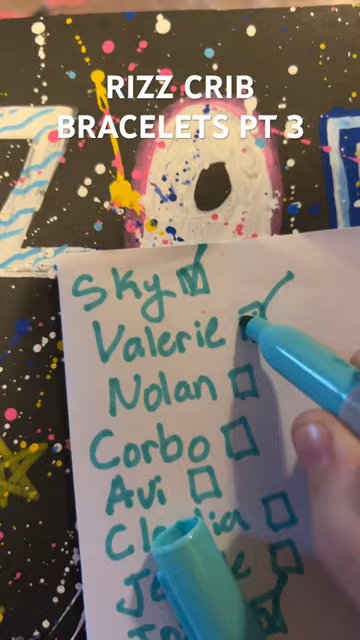 RIZZ CRIB
BRACELETS PT 3
Sky
Valerie
Nolan
Corbo
Avi